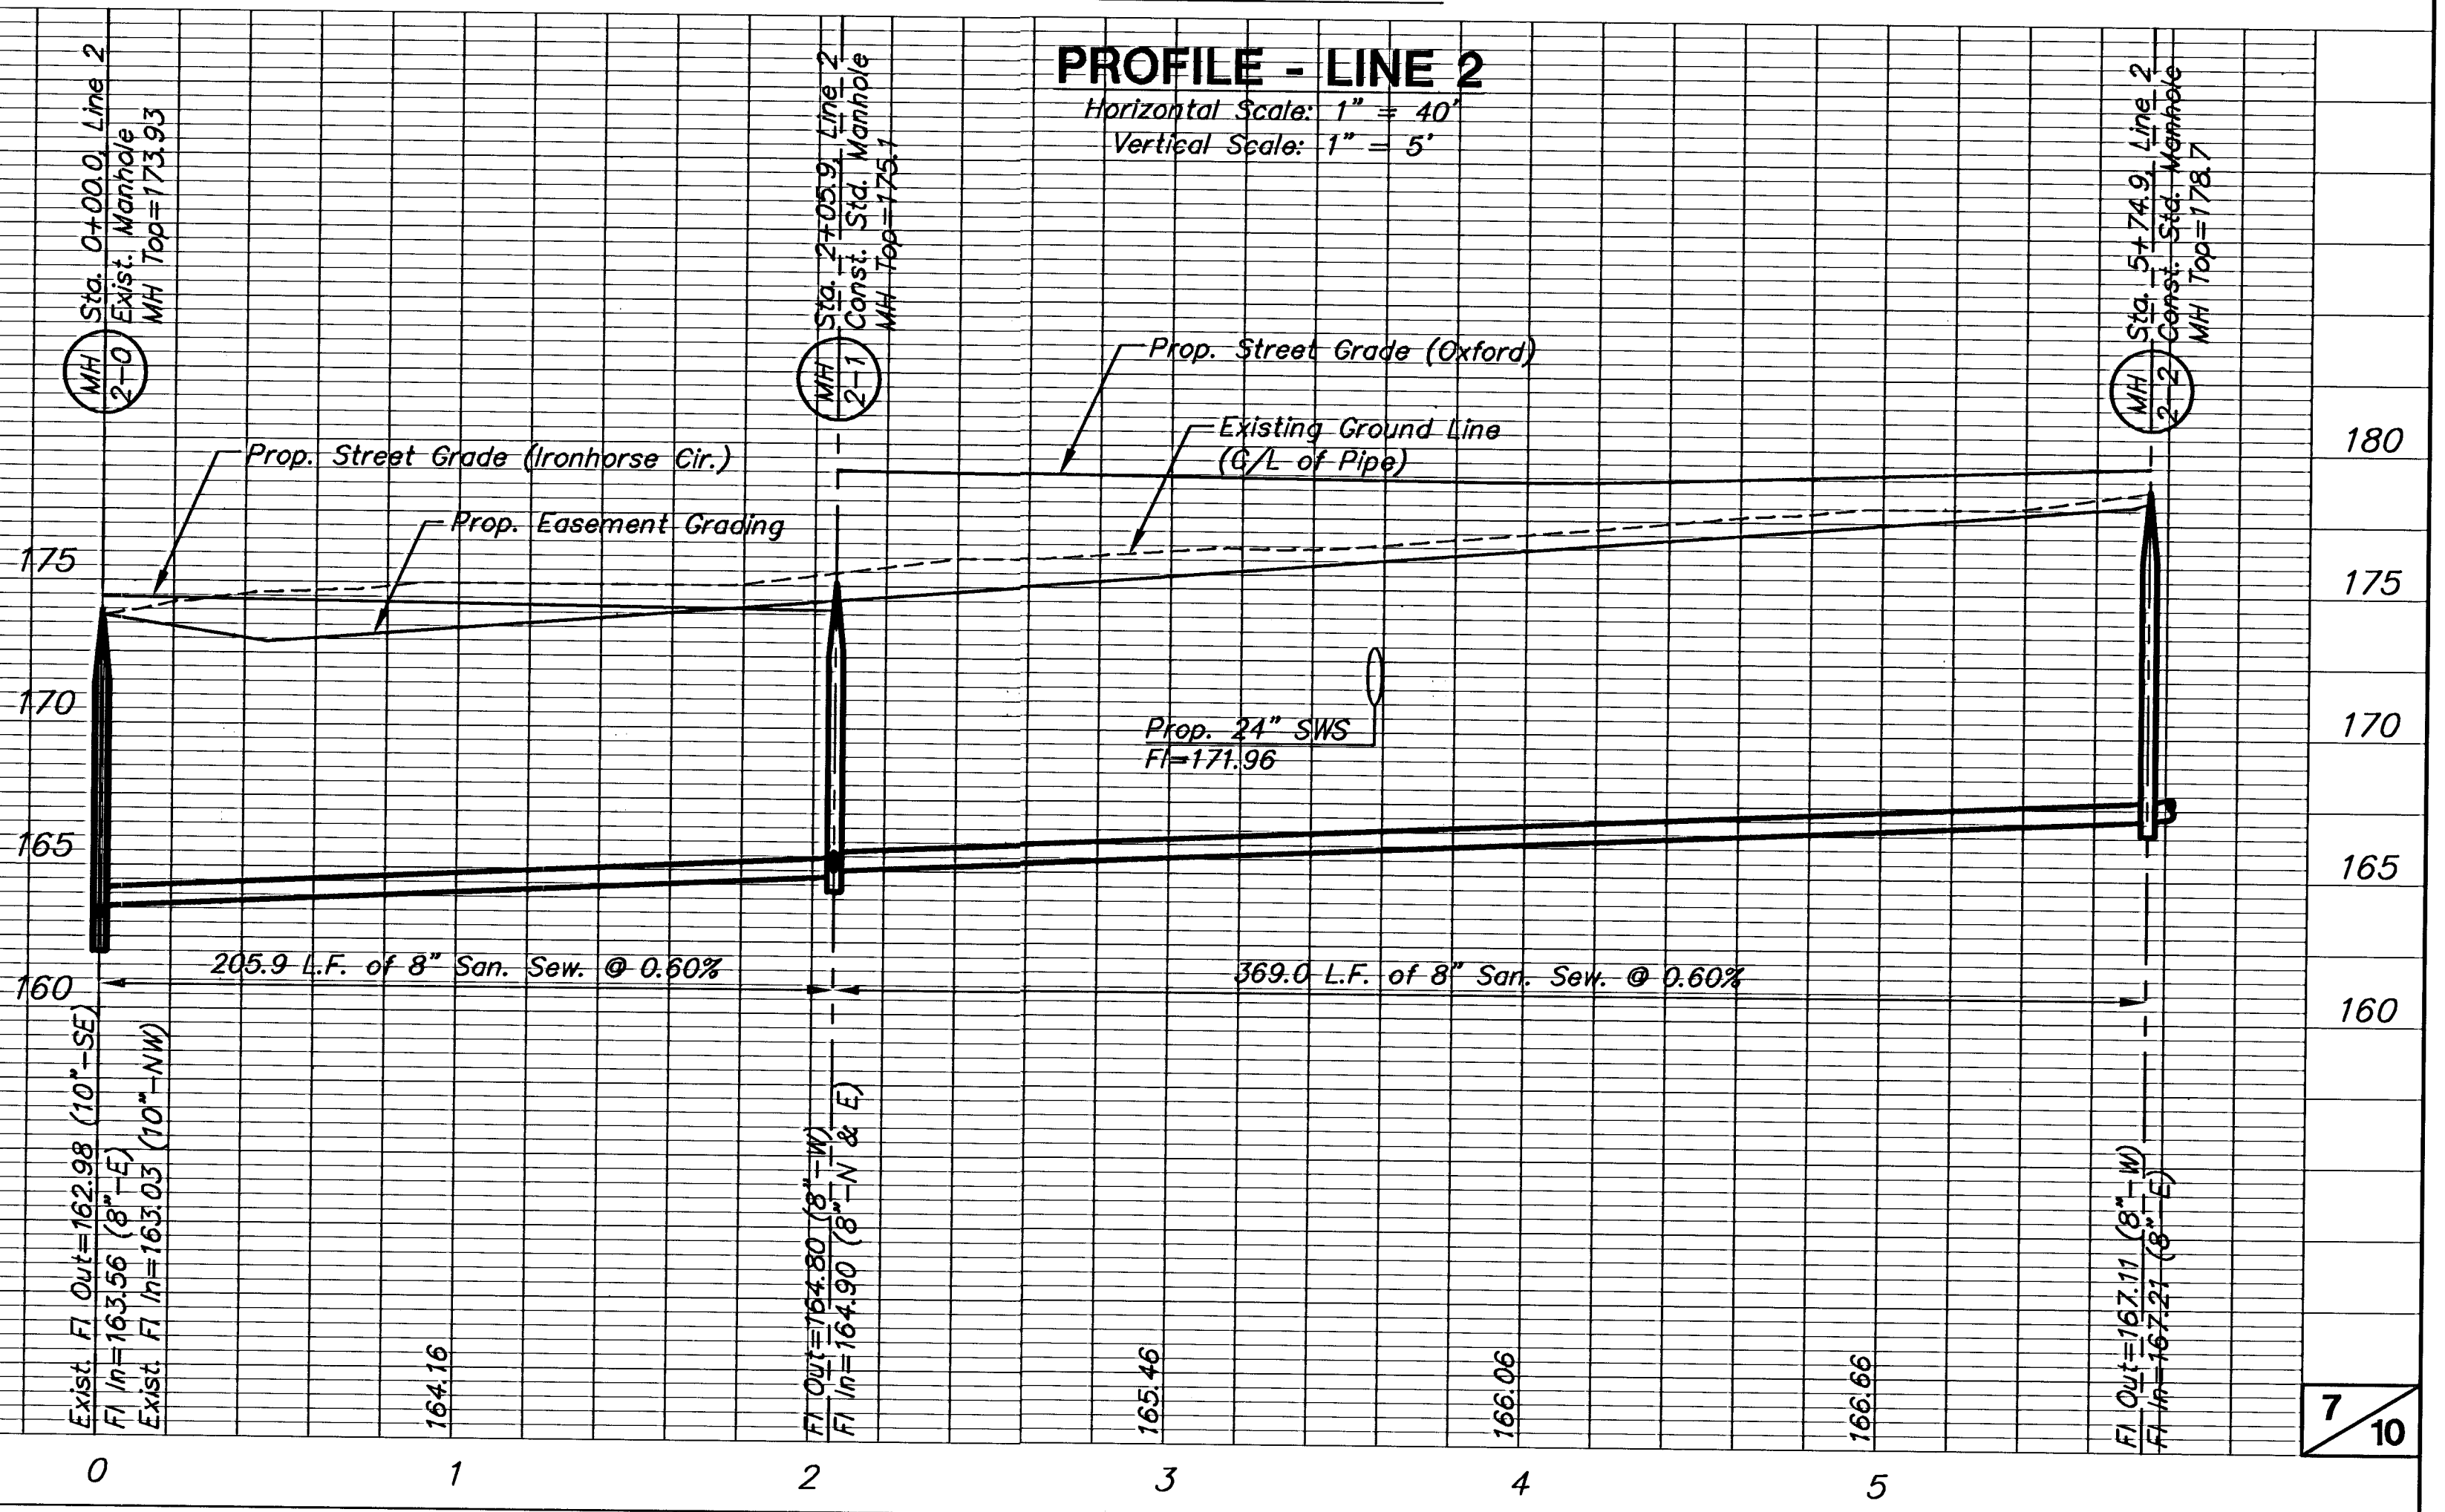 PROFILE - LINE 2
Horizontal Scale: 1" = 40'
Vertical Scale: 1" = 5'
Sta. 0+00.0, Line 2
Exist. Manhole
MH Top=173.93
MH
2-0
Sta. 2+05.9, Line 2
Const. Std. Manhole
MH Top=175.1
MH
2-1
Sta. 5+74.9, Line 2
Const. Std. Manhole
MH Top=178.7
MH
2-2
Prop. Street Grade (Oxford)
Existing Ground Line
(C/L of Pipe)
Prop. Street Grade (Ironhorse Cir.)
Prop. Easement Grading
180
175
175
170
170
Prop. 24" SWS
Fl=171.96
165
165
160
160
205.9 L.F. of 8" San. Sew. @ 0.60%
369.0 L.F. of 8" San. Sew. @ 0.60%
Exist. Fl Out=162.98 (10"-SE)
Fl In=163.56 (8"-E)
Exist. Fl In=163.03 (10"-NW)
164.16
Fl Out=164.80 (8"-W)
Fl In=164.90 (8"-N & E)
165.46
166.06
166.66
Fl Out=167.11 (8"-W)
Fl In=167.21 (8"-E)
7
10
0
1
2
3
4
5